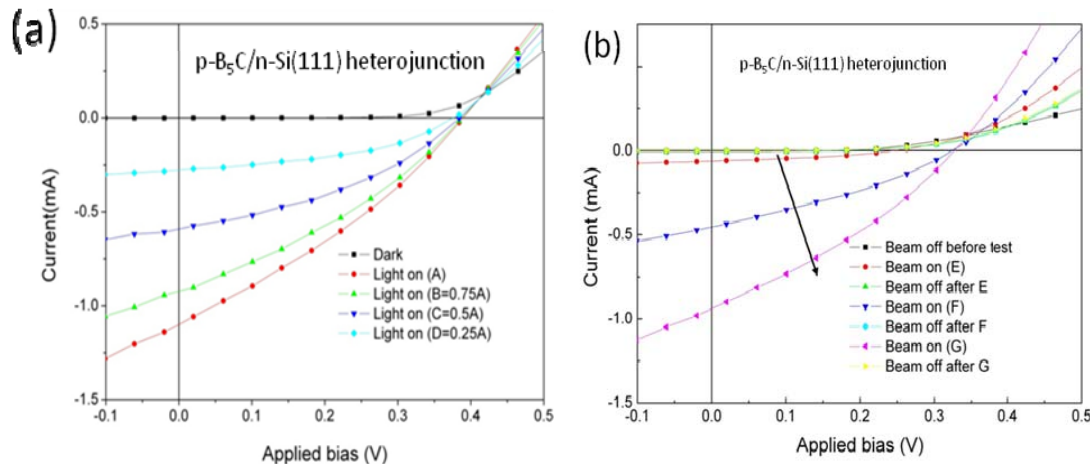 (a)
p-B₅C/n-Si(111) heterojunction
Current(mA)
0.5
0.0
-0.5
-1.0
-1.5
Dark
Light on (A)
Light on (B=0.75A)
Light on (C=0.5A)
Light on (D=0.25A)
-0.1 0.0 0.1 0.2 0.3 0.4 0.5
Applied bias (V)
(b)
p-B₅C/n-Si(111) heterojunction
Current (mA)
0.5
0.0
-0.5
-1.0
-1.5
Beam off before test
Beam on (E)
Beam off after E
Beam on (F)
Beam off after F
Beam on (G)
Beam off after G
-0.1 0.0 0.1 0.2 0.3 0.4 0.5
Applied bias (V)